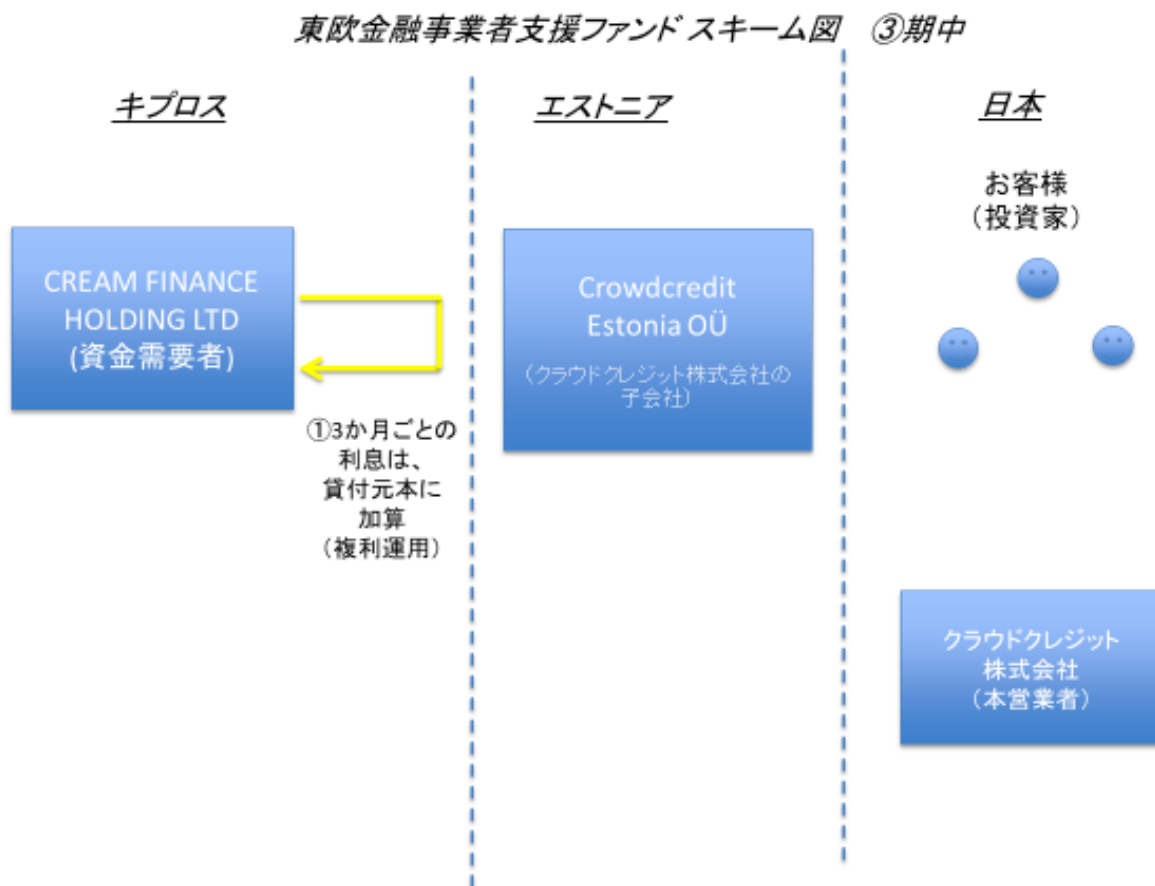 東欧金融事業者支援ファンド スキーム図　③期中
キプロス
エストニア
日本
お客様
（投資家）
CREAM FINANCE
HOLDING LTD
(資金需要者)
Crowdcredit
Estonia OÜ
（クラウドクレジット株式会社の
子会社）
①3か月ごとの
利息は、
貸付元本に
加算
（複利運用）
クラウドクレジット
株式会社
（本営業者）